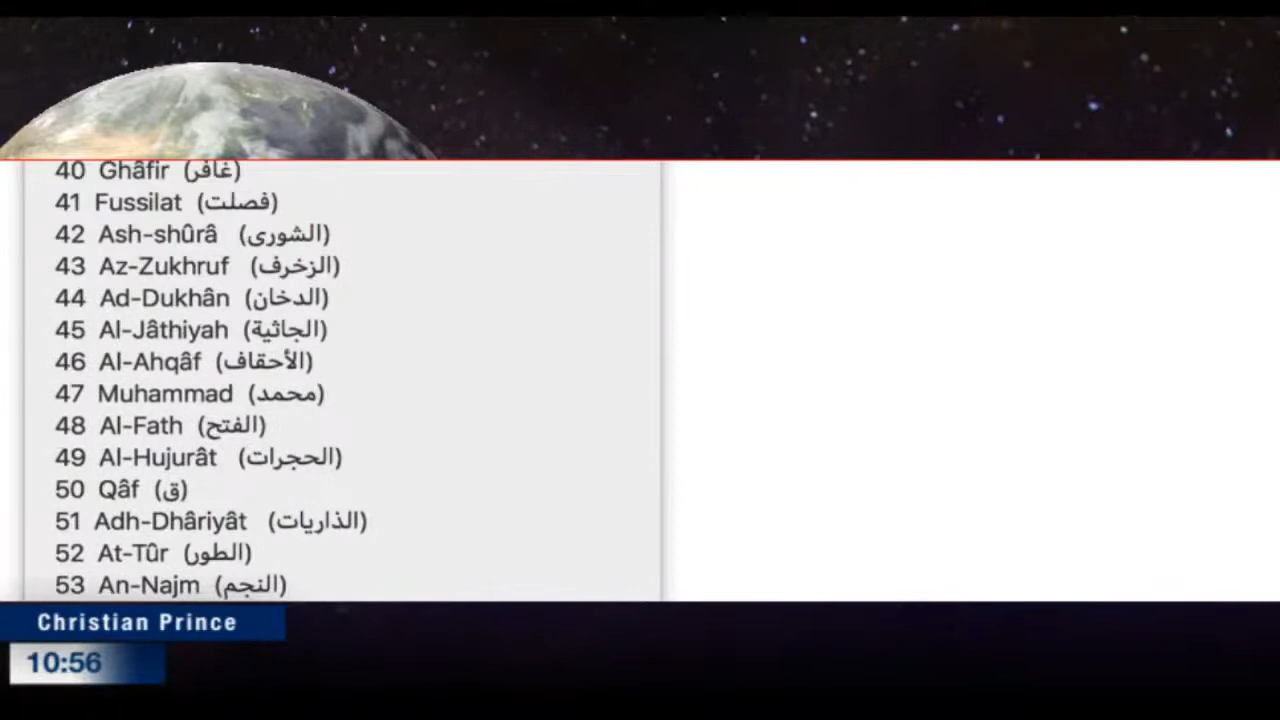 40 Ghâfir (غافر)
41 Fussilat (فصلت)
42 Ash-shûrâ (الشورى)
43 Az-Zukhruf (الزخرف)
44 Ad-Dukhân (الدخان)
45 Al-Jâthiyah (الجاثية)
46 Al-Ahqâf (الأحقاف)
47 Muhammad (محمد)
48 Al-Fath (الفتح)
49 Al-Hujurât (الحجرات)
50 Qâf (ق)
51 Adh-Dhâriyât (الذاريات)
52 At-Tûr (الطور)
53 An-Najm (النجم)
Christian Prince
10:56